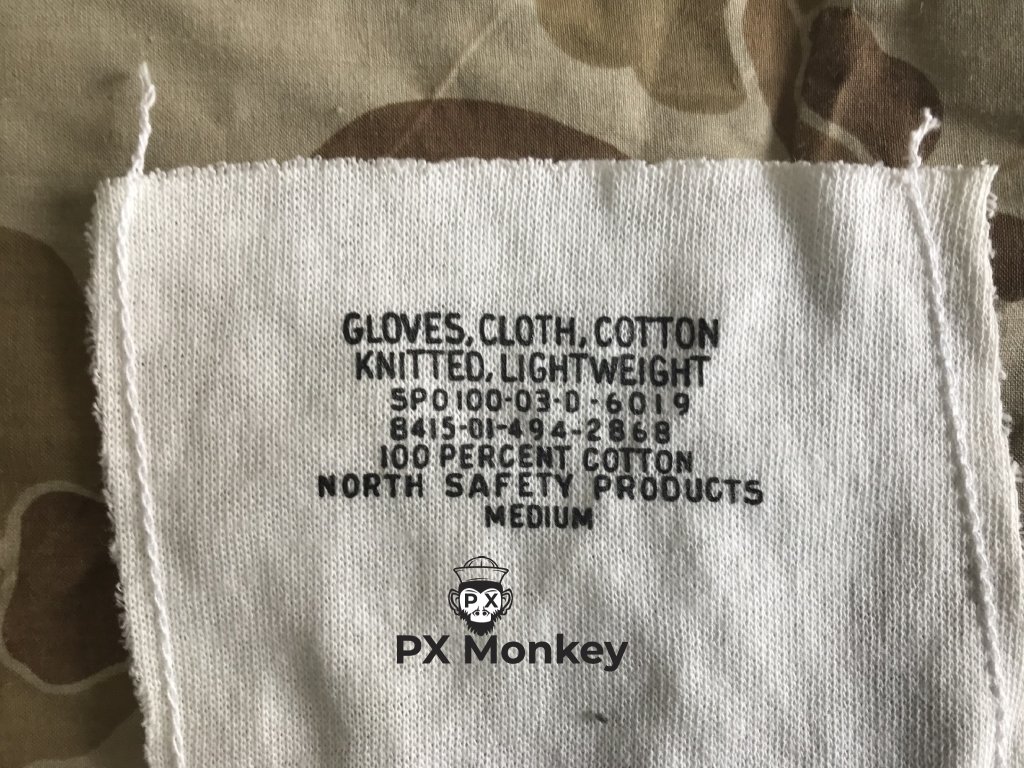 GLOVES, CLOTH, COTTON
KNITTED, LIGHTWEIGHT
SPO100-03-D-6019
8415-01-494-2868
100 PERCENT COTTON
NORTH SAFETY PRODUCTS
MEDIUM
PX
PX Monkey